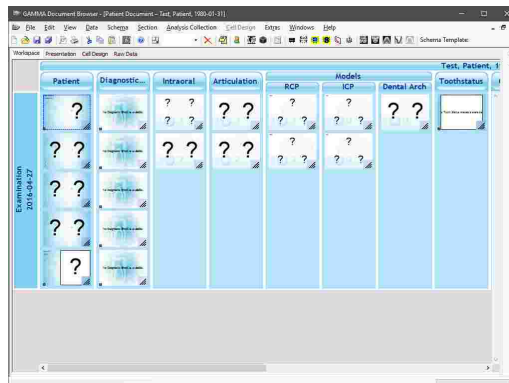 GAMMA Document Browser - [Patient Document - Test, Patient, 1980-01-31]
File Edit View Data Schema Section Analysis Collection Cell Design Extras Windows Help
Schema Template:
Workspace Presentation Cell Design Raw Data
Test, Patient, 1
Patient Diagnostic... Intraoral Articulation Models Toothstatus
RCP ICP Dental Arch
Examination
2016-04-27
? ? ? ? ? ? ? ? ?
? ? ? ?
? ? ? ? ? ? ? ?
? ? ? ?
? ?
? ?
?